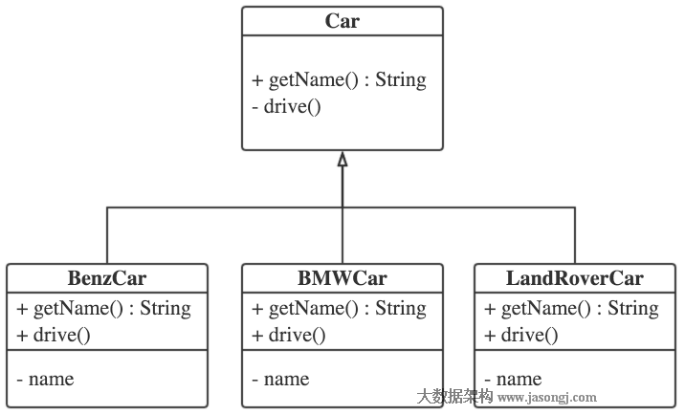 Car
+ getName() : String
- drive()
BenzCar
+ getName() : String
+ drive()
- name
BMWCar
+ getName() : String
+ drive()
- name
LandRoverCar
+ getName() : String
+ drive()
- name
大数据架构 www.jasongj.com